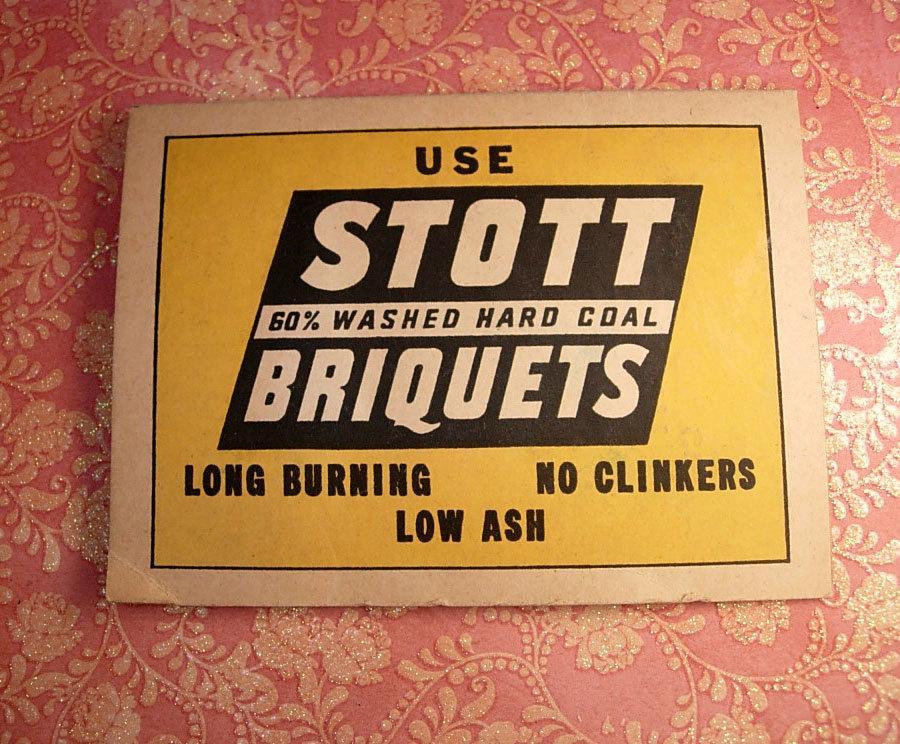 USE
STOTT
60% WASHED HARD COAL
BRIQUETS
LONG BURNING NO CLINKERS
LOW ASH